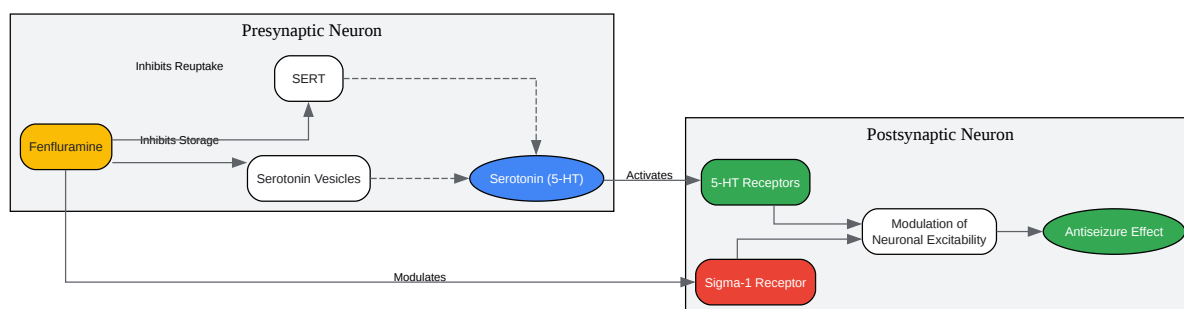 Presynaptic Neuron
Inhibits Reuptake
SERT
Fenfluramine
Inhibits Storage
Serotonin Vesicles
Serotonin (5-HT)
Activates
Postsynaptic Neuron
5-HT Receptors
Modulation of
Neuronal Excitability
Antiseizure Effect
Modulates
Sigma-1 Receptor